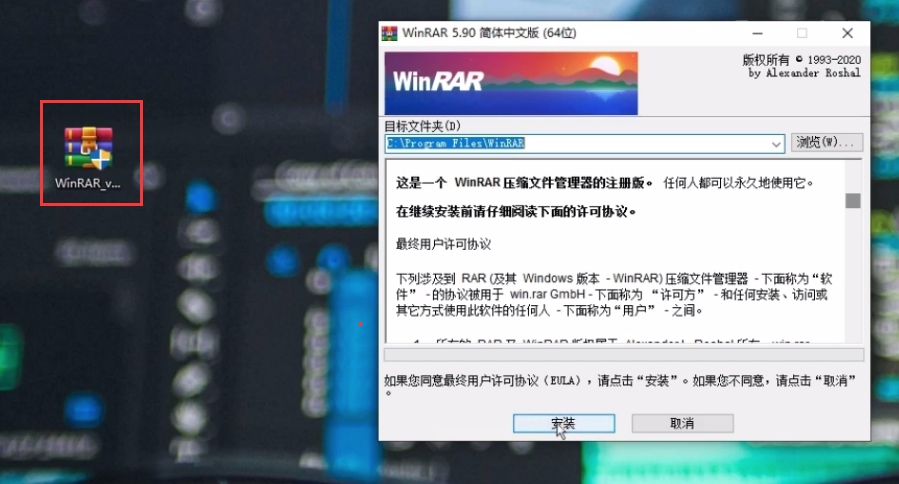 WinRAR_v...
WinRAR 5.90 简体中文版 (64位)
WinRAR
版权所有 © 1993-2020
by Alexander Roshal
目标文件夹(D)
C:\Program Files\WinRAR
浏览(W)...
这是一个 WinRAR 压缩文件管理器的注册版。 任何人都可以永久地使用它。
在继续安装前请仔细阅读下面的许可协议。
最终用户许可协议
下列涉及到 RAR (及其 Windows 版本 - WinRAR) 压缩文件管理器 - 下面称为“软
件” - 的协议被用于 win.rar GmbH - 下面称为 “许可方” - 和任何安装、访问或
其它方式使用此软件的任何人 - 下面称为“用户” - 之间。
如果您同意最终用户许可协议(EULA)，请点击“安装”。如果您不同意，请点击“取消”
。
安装
取消